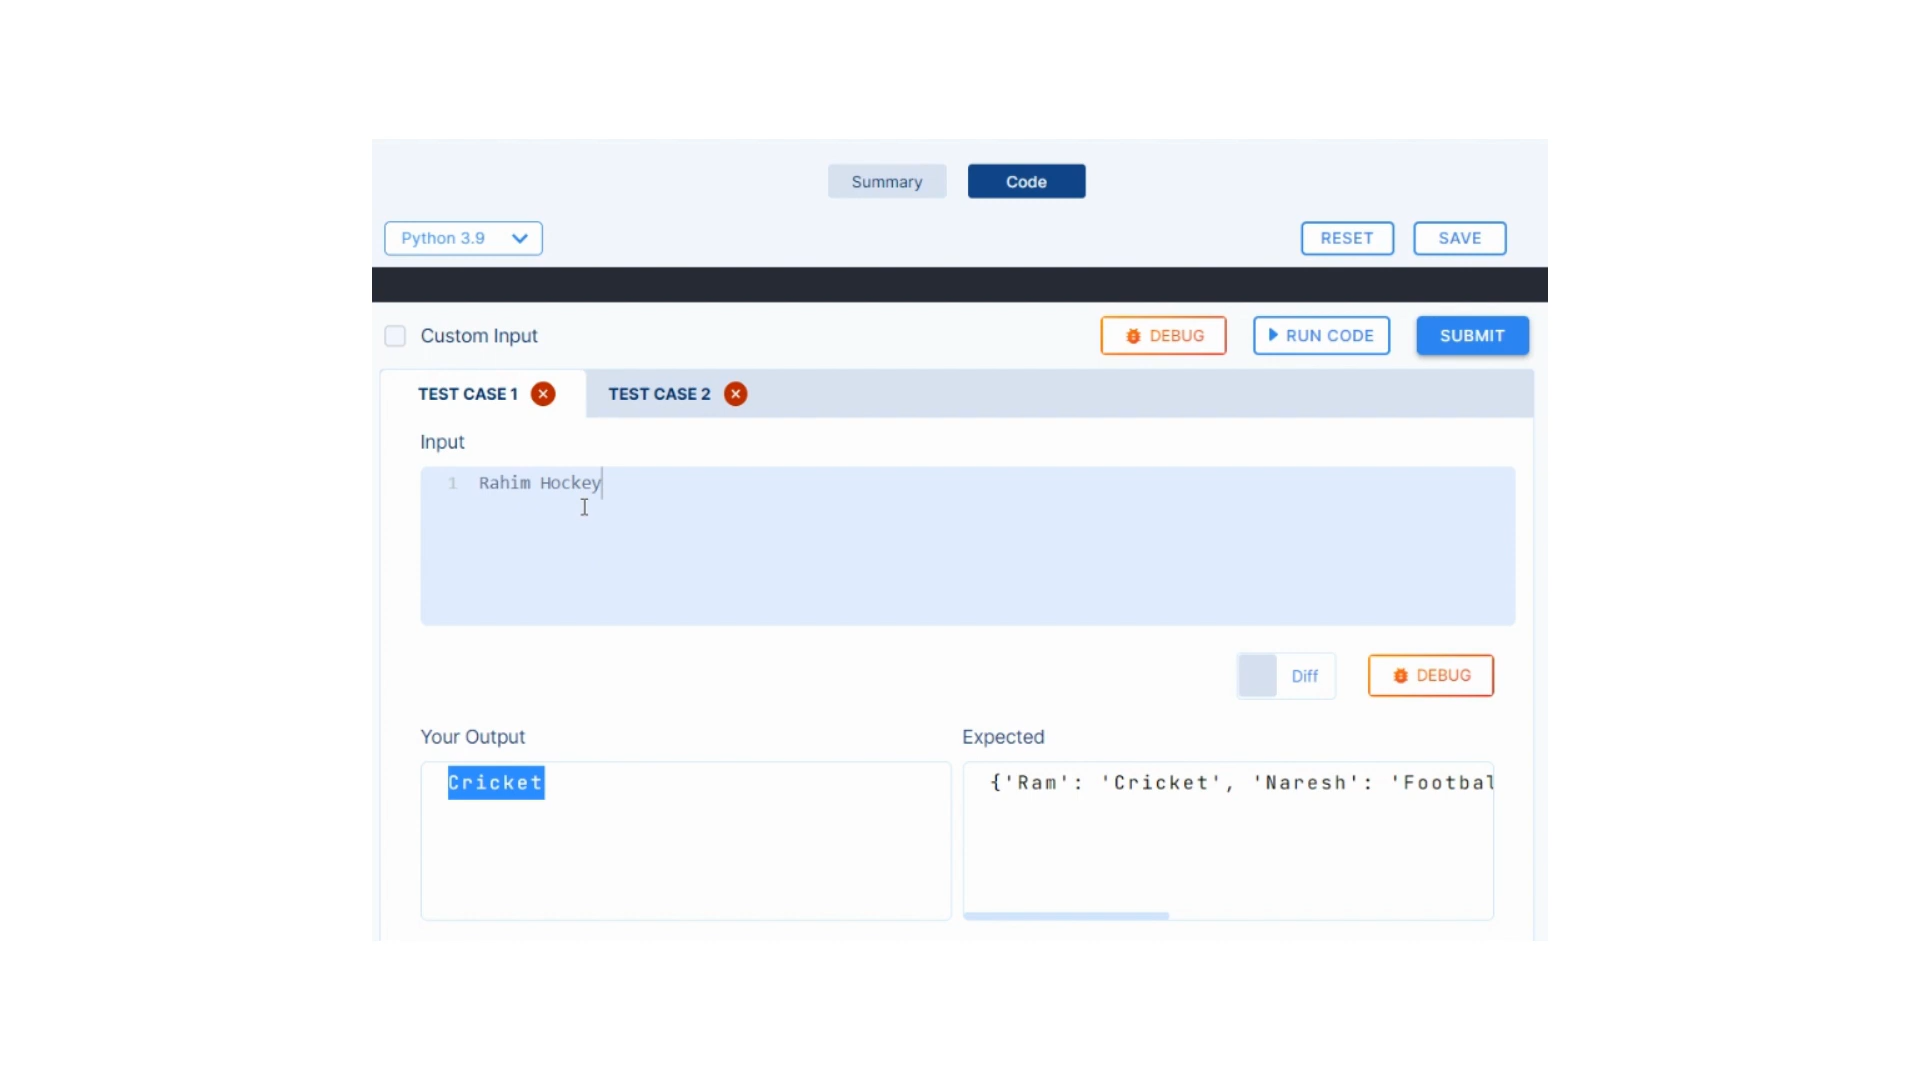 Summary Code
Python 3.9 RESET SAVE
Custom Input DEBUG RUN CODE SUBMIT
TEST CASE 1 TEST CASE 2
Input
1 Rahim Hockey
Diff DEBUG
Your Output Expected
Cricket {'Ram': 'Cricket', 'Naresh': 'Footbal